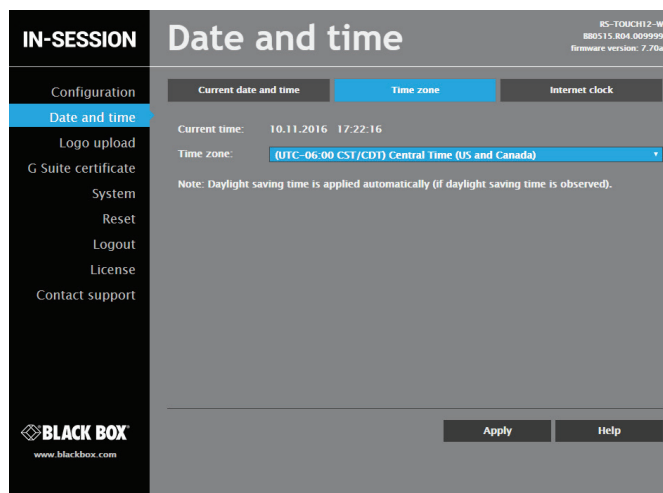 IN-SESSION
Date and time
RS-TOUCH12-W
880515.R04.009999
firmware version: 7.70a
Configuration
Date and time
Logo upload
G Suite certificate
System
Reset
Logout
License
Contact support
Current date and time
Time zone
Internet clock
Current time: 10.11.2016 17:22:16
Time zone: (UTC-06:00 CST/CDT) Central Time (US and Canada)
Note: Daylight saving time is applied automatically (if daylight saving time is observed).
Apply
Help
BLACK BOX®
www.blackbox.com